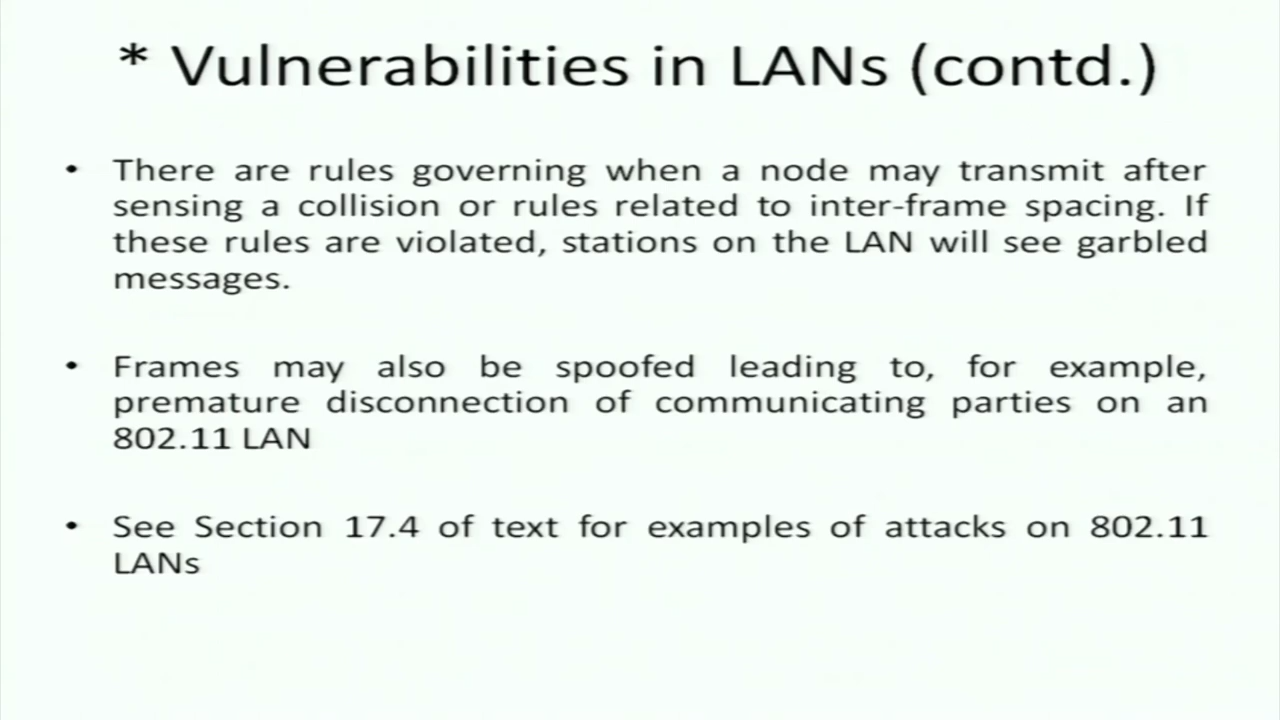 * Vulnerabilities in LANs (contd.)
• There are rules governing when a node may transmit after
sensing a collision or rules related to inter-frame spacing. If
these rules are violated, stations on the LAN will see garbled
messages.
• Frames may also be spoofed leading to, for example,
premature disconnection of communicating parties on an
802.11 LAN
• See Section 17.4 of text for examples of attacks on 802.11
LANs